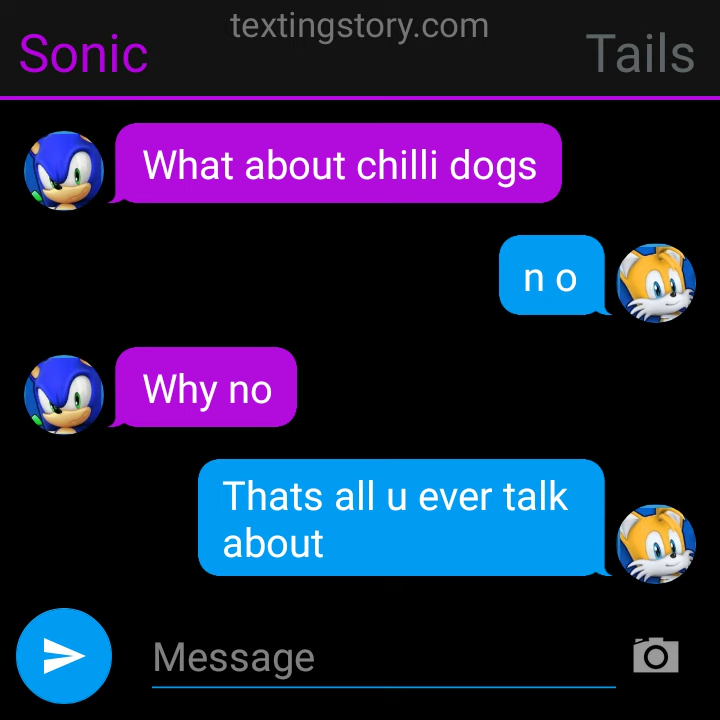 textingstory.com
Sonic
Tails
What about chilli dogs
n o
Why no
Thats all u ever talk
about
Message